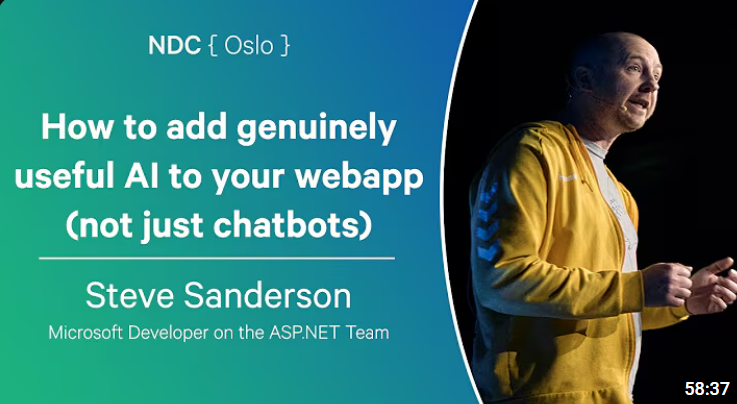 NDC { Oslo }
How to add genuinely
useful AI to your webapp
(not just chatbots)
Steve Sanderson
Microsoft Developer on the ASP.NET Team
58:37